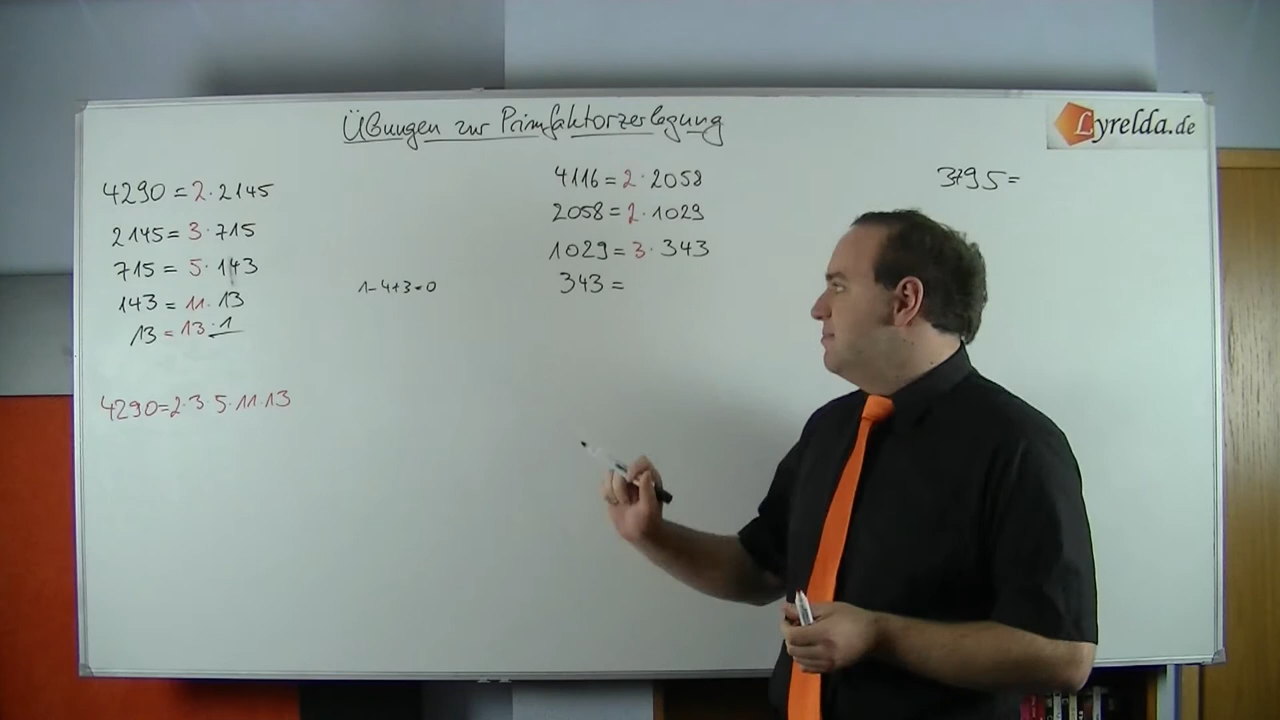 Übungen zur Primfaktorzerlegung
Lyrelda.de
4290 = 2 · 2145
2145 = 3 · 715
715 = 5 · 143
143 = 11 · 13
13 = 13 · 1
4290=2·3 5·11·13
1-4+3=0
4116 = 2 · 2058
2058 = 2 · 1029
1029 = 3 · 343
343 =
3795 =